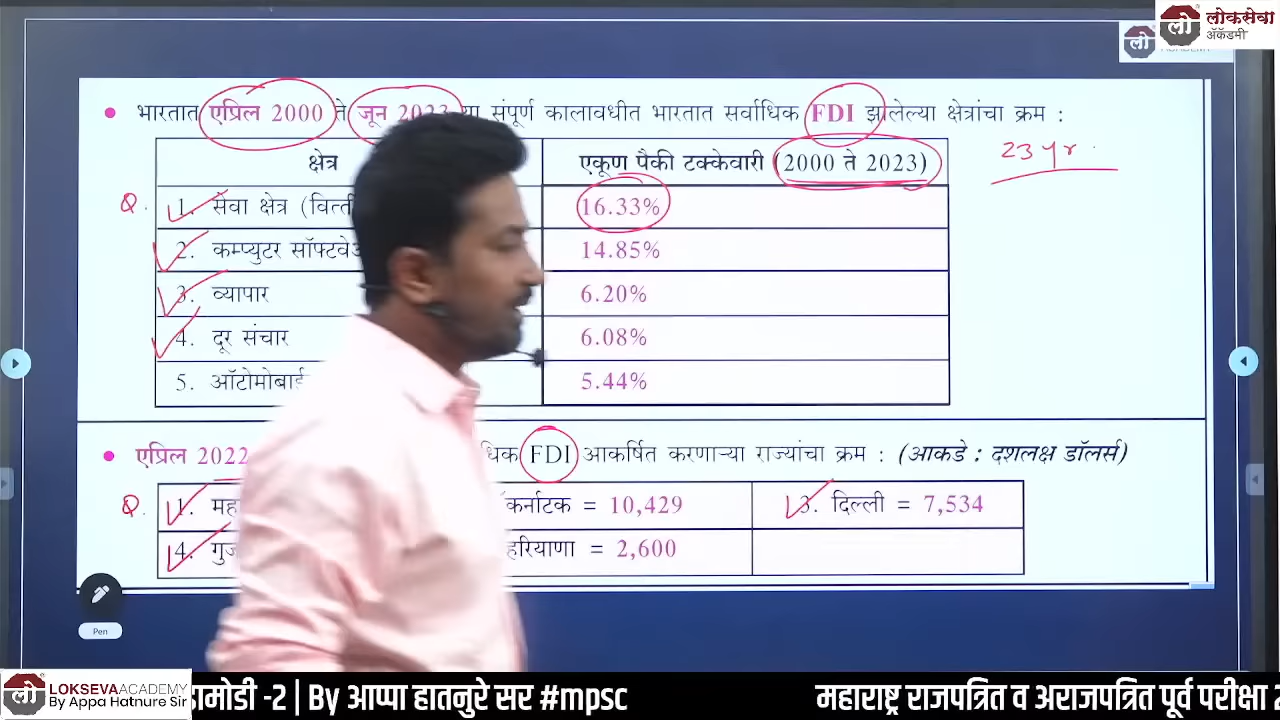 लोकसेवा
अ‍ॅकॅडमी
• भारतात एप्रिल 2000 ते जून 2023 या संपूर्ण कालावधीत भारतात सर्वाधिक FDI झालेल्या क्षेत्रांचा क्रम :
क्षेत्र एकूण पैकी टक्केवारी (2000 ते 2023)
23 yr.
Q. 1. सेवा क्षेत्र 16.33%
2. कम्प्युटर 14.85%
3. व्यापार 6.20%
4. दूर संचार 6.08%
5. 5.44%
• एप्रिल 2022 FDI आकर्षित करणाऱ्या राज्यांचा क्रम : (आकडे : दशलक्ष डॉलर्स)
Q. 1. कर्नाटक = 10,429 3. दिल्ली = 7,534
4. हरियाणा = 2,600
Pen
LOKSEVA ACADEMY
By Appa Hatnure Sir
-2 | By आप्पा हातनुरे सर #mpsc महाराष्ट्र राजपत्रित व अराजपत्रित पूर्व परीक्षा